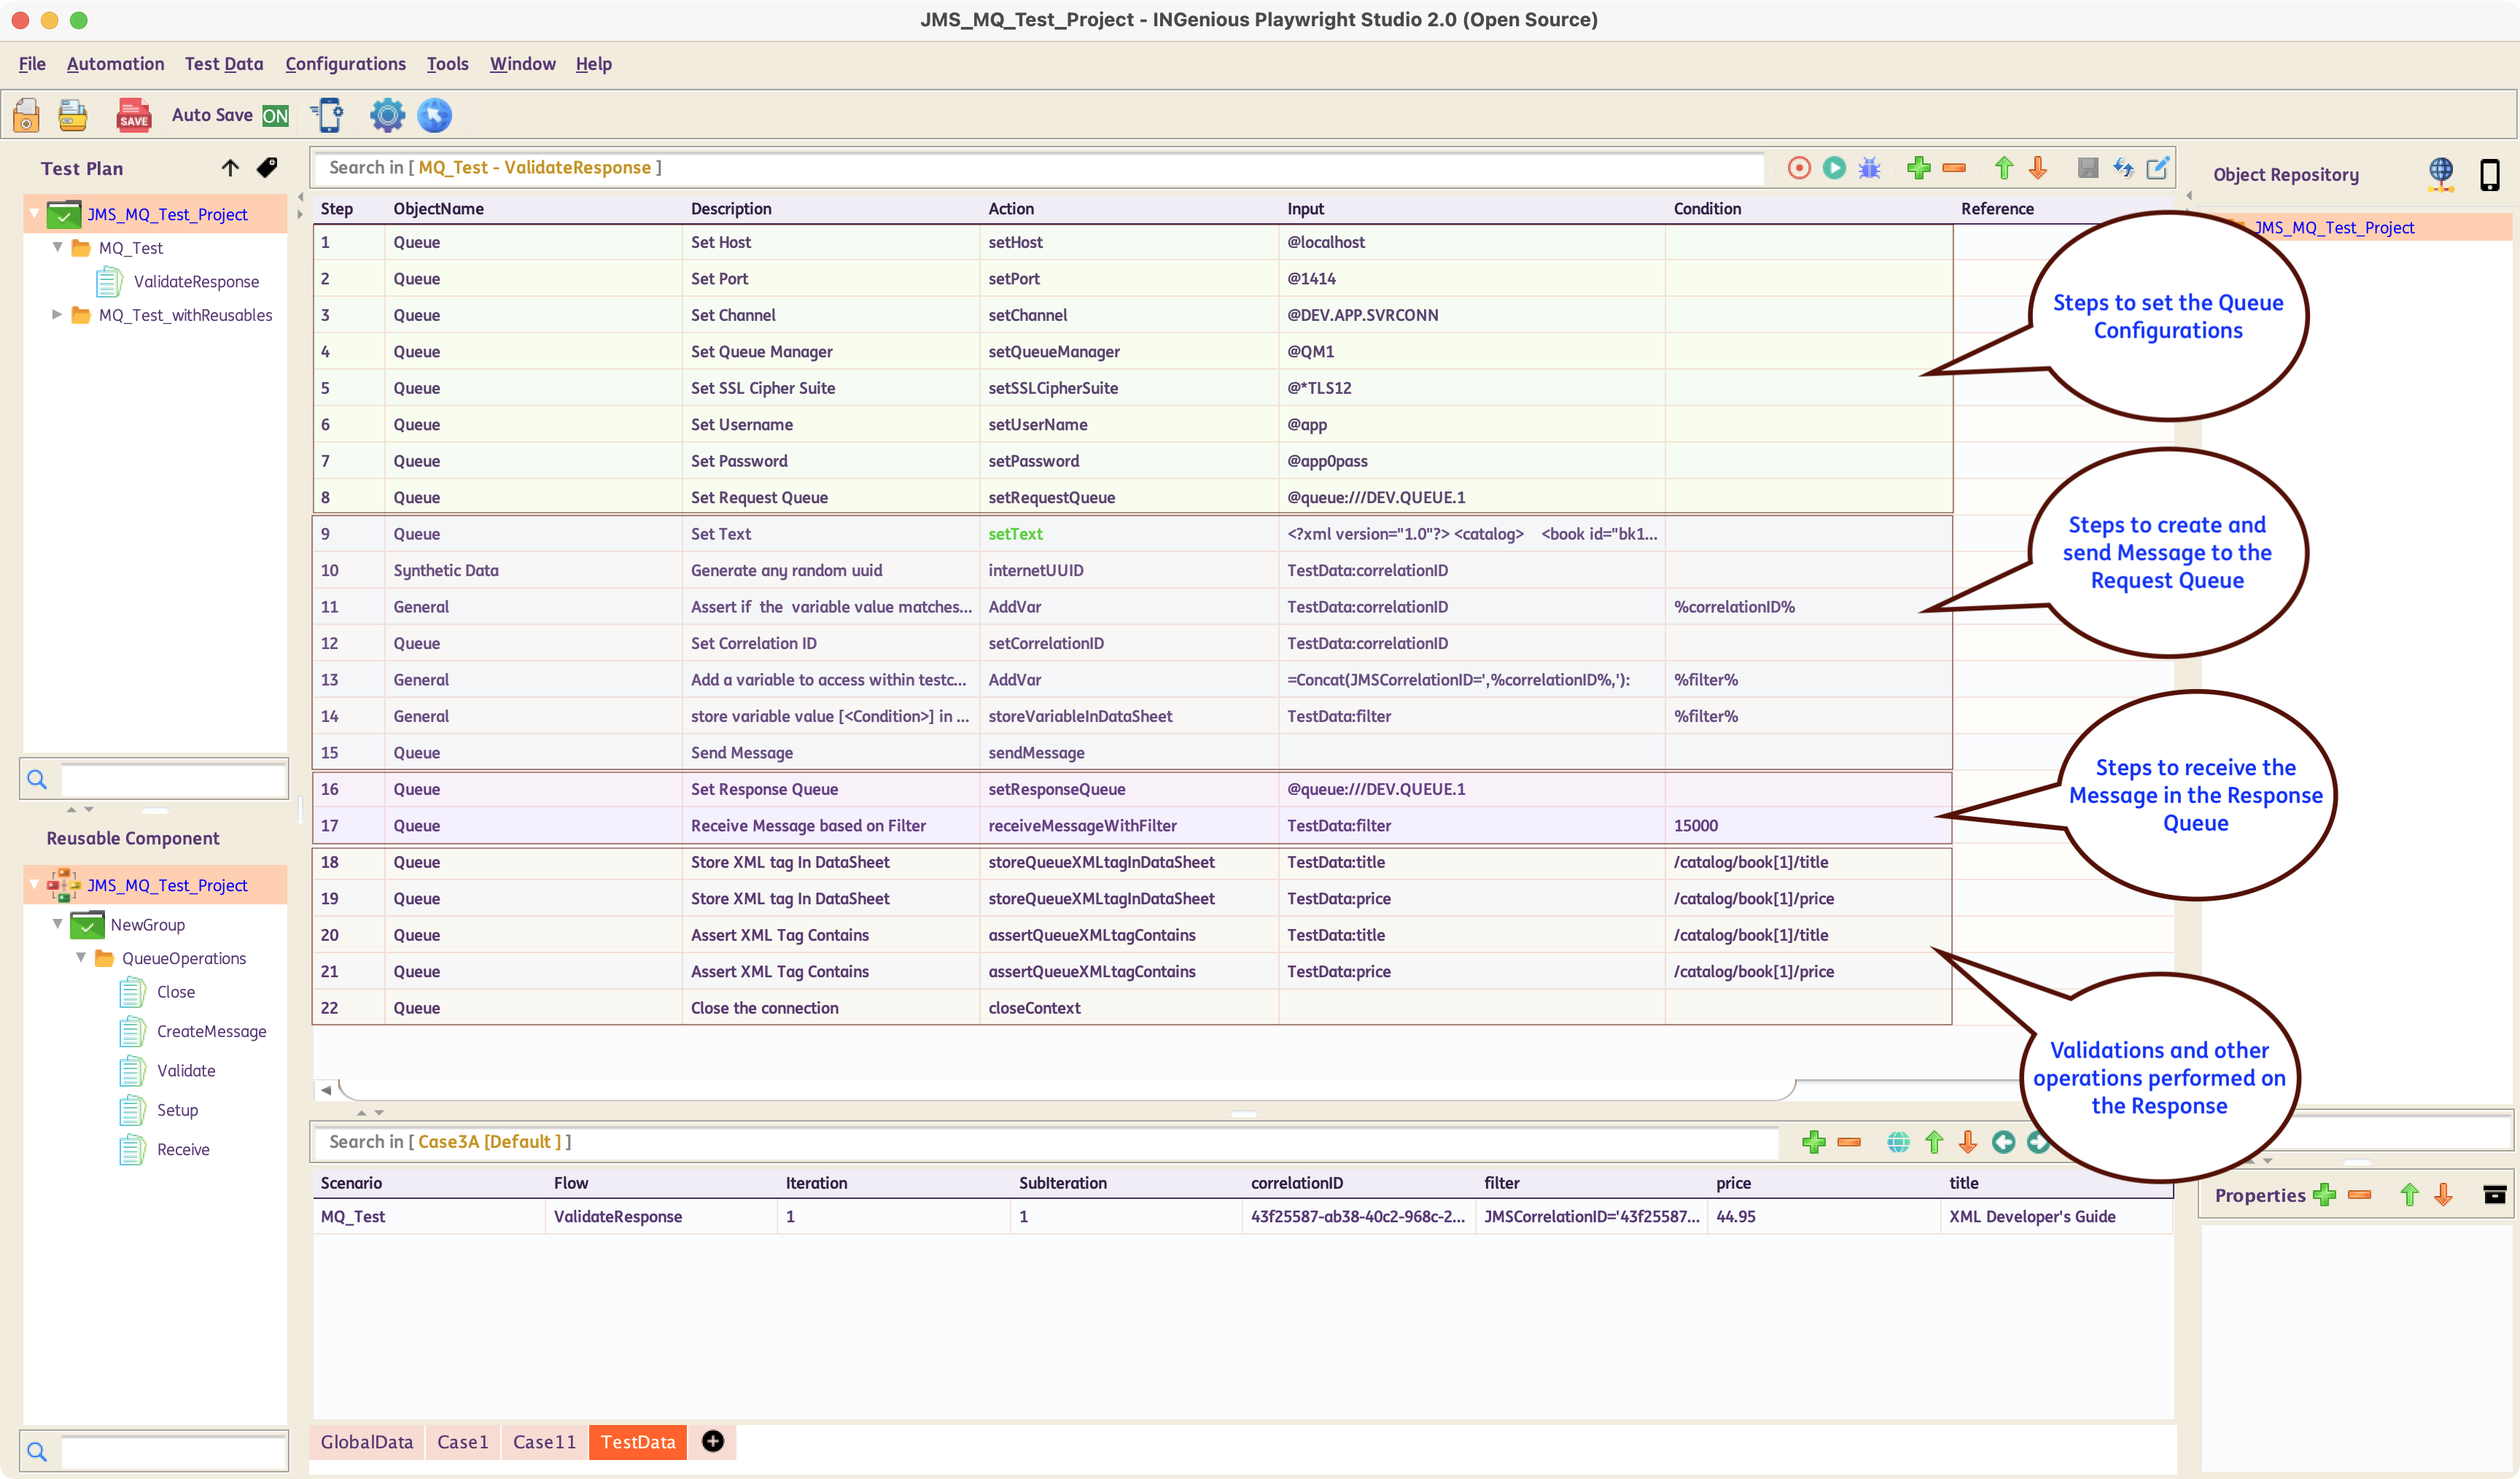 JMS_MQ_Test_Project - INGenious Playwright Studio 2.0 (Open Source)
File Automation Test Data Configurations Tools Window Help
SAVE Auto Save ON
Test Plan
JMS_MQ_Test_Project
MQ_Test
ValidateResponse
MQ_Test_withReusables
Reusable Component
JMS_MQ_Test_Project
NewGroup
QueueOperations
Close
CreateMessage
Validate
Setup
Receive
Search in [ MQ_Test - ValidateResponse ]
Step ObjectName Description Action Input Condition Reference
1 Queue Set Host setHost @localhost
2 Queue Set Port setPort @1414
3 Queue Set Channel setChannel @DEV.APP.SVRCONN
4 Queue Set Queue Manager setQueueManager @QM1
5 Queue Set SSL Cipher Suite setSSLCipherSuite @*TLS12
6 Queue Set Username setUserName @app
7 Queue Set Password setPassword @app0pass
8 Queue Set Request Queue setRequestQueue @queue:///DEV.QUEUE.1
9 Queue Set Text setText <?xml version="1.0"?> <catalog> <book id="bk1...
10 Synthetic Data Generate any random uuid internetUUID TestData:correlationID
11 General Assert if the variable value matches... AddVar TestData:correlationID %correlationID%
12 Queue Set Correlation ID setCorrelationID TestData:correlationID
13 General Add a variable to access within testc... AddVar =Concat(JMSCorrelationID=',%correlationID%,'): %filter%
14 General store variable value [<Condition>] in ... storeVariableInDataSheet TestData:filter %filter%
15 Queue Send Message sendMessage
16 Queue Set Response Queue setResponseQueue @queue:///DEV.QUEUE.1
17 Queue Receive Message based on Filter receiveMessageWithFilter TestData:filter 15000
18 Queue Store XML tag In DataSheet storeQueueXMLtagInDataSheet TestData:title /catalog/book[1]/title
19 Queue Store XML tag In DataSheet storeQueueXMLtagInDataSheet TestData:price /catalog/book[1]/price
20 Queue Assert XML Tag Contains assertQueueXMLtagContains TestData:title /catalog/book[1]/title
21 Queue Assert XML Tag Contains assertQueueXMLtagContains TestData:price /catalog/book[1]/price
22 Queue Close the connection closeContext
Steps to set the Queue
Configurations
Steps to create and
send Message to the
Request Queue
Steps to receive the
Message in the Response
Queue
Validations and other
operations performed on
the Response
Search in [ Case3A [Default ] ]
Scenario Flow Iteration SubIteration correlationID filter price title
MQ_Test ValidateResponse 1 1 43f25587-ab38-40c2-968c-2... JMSCorrelationID='43f25587... 44.95 XML Developer's Guide
GlobalData Case1 Case11 TestData
Object Repository
JMS_MQ_Test_Project
Properties